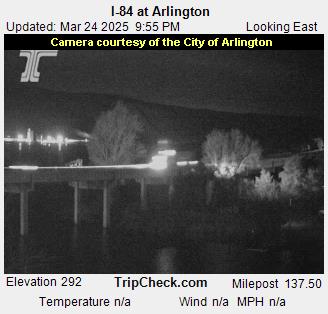 I-84 at Arlington
Updated: Mar 24 2025 9:55 PM Looking East
Camera courtesy of the City of Arlington
Elevation 292 TripCheck.com Milepost 137.50
Temperature n/a Wind n/a MPH n/a